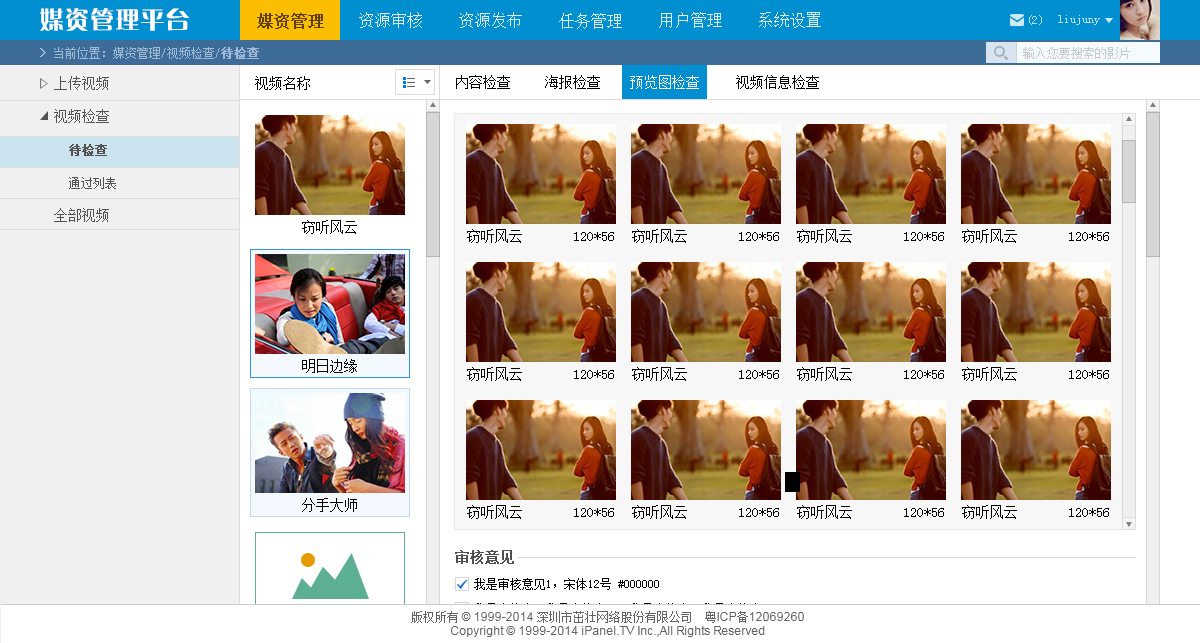 媒资管理平台 媒资管理 资源审核 资源发布 任务管理 用户管理 系统设置 (2) liujuny
当前位置：媒资管理/视频检查/待检查 输入您要搜索的影片
上传视频
视频检查
待检查
通过列表
全部视频
视频名称
窃听风云
明日边缘
分手大师
内容检查 海报检查 预览图检查 视频信息检查
窃听风云 120*56 窃听风云 120*56 窃听风云 120*56 窃听风云 120*56
窃听风云 120*56 窃听风云 120*56 窃听风云 120*56 窃听风云 120*56
窃听风云 120*56 窃听风云 120*56 窃听风云 120*56 窃听风云 120*56
审核意见
我是审核意见1，宋体12号 #000000
版权所有 © 1999-2014 深圳市茁壮网络股份有限公司 粤ICP备12069260
Copyright © 1999-2014 iPanel.TV Inc.,All Rights Reserved